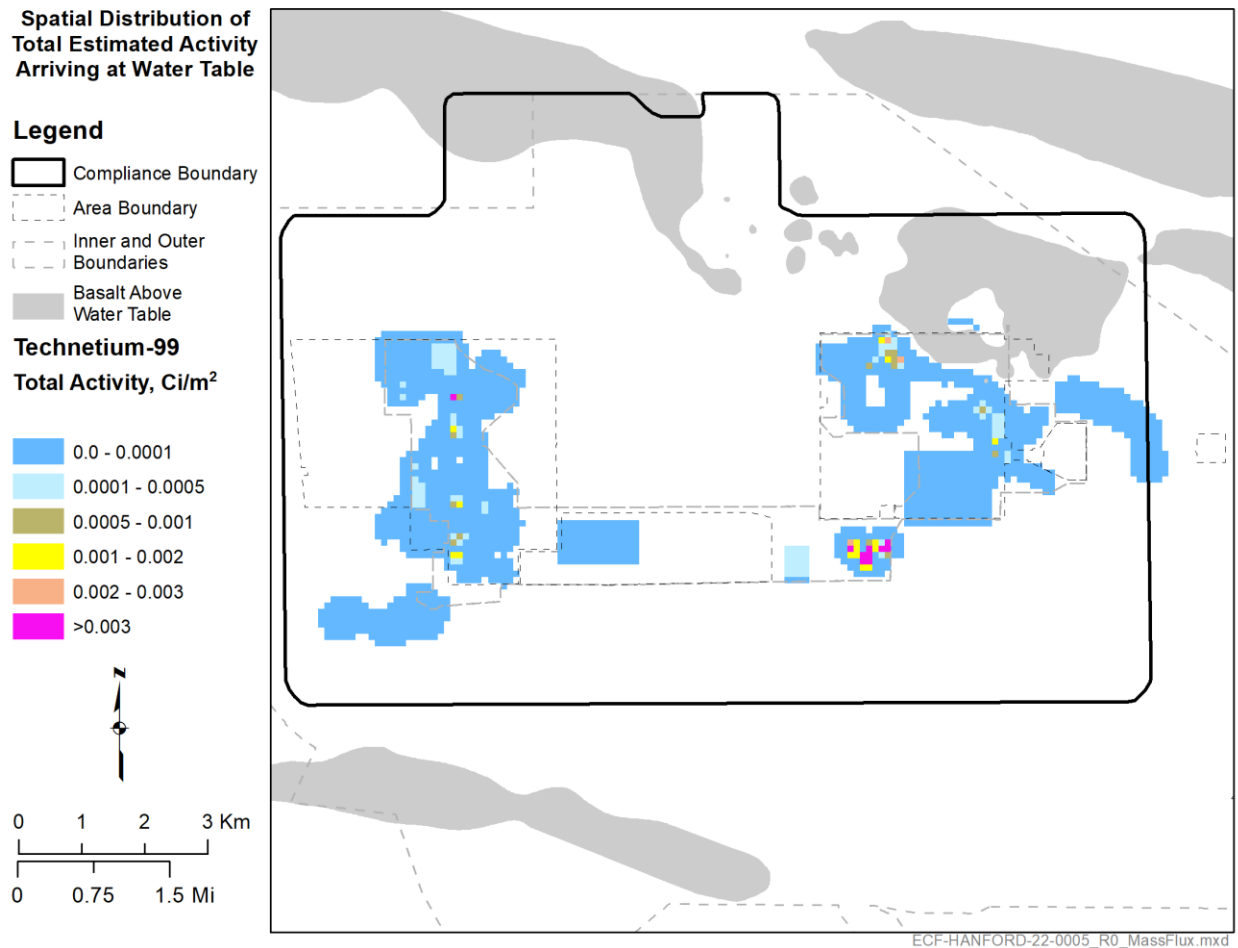 Spatial Distribution of
Total Estimated Activity
Arriving at Water Table
Legend
Compliance Boundary
Area Boundary
Inner and Outer
Boundaries
Basalt Above
Water Table
Technetium-99
Total Activity, Ci/m²
0.0 - 0.0001
0.0001 - 0.0005
0.0005 - 0.001
0.001 - 0.002
0.002 - 0.003
>0.003
N
0 1 2 3 Km
0 0.75 1.5 Mi
ECF-HANFORD-22-0005_R0_MassFlux.mxd